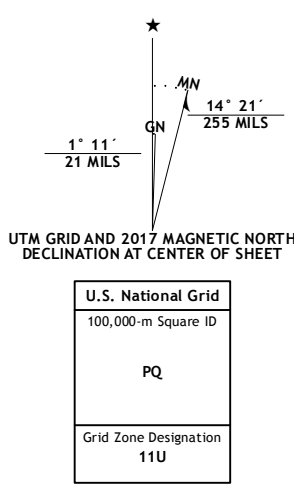 ★
MN
14° 21´
255 MILS
GN
1° 11´
21 MILS
UTM GRID AND 2017 MAGNETIC NORTH
DECLINATION AT CENTER OF SHEET
U.S. National Grid
100,000-m Square ID
PQ
Grid Zone Designation
11U